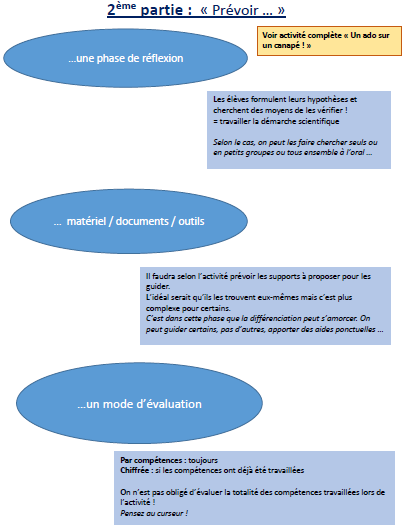 2ème partie : « Prévoir ... »
Voir activité complète « Un ado sur
un canapé ! »
...une phase de réflexion
Les élèves formulent leurs hypothèses et
cherchent des moyens de les vérifier !
= travailler la démarche scientifique
Selon le cas, on peut les faire chercher seuls ou
en petits groupes ou tous ensemble à l'oral ...
... matériel / documents / outils
Il faudra selon l'activité prévoir les supports à proposer pour les
guider.
L'idéal serait qu'ils les trouvent eux-mêmes mais c'est plus
complexe pour certains.
C'est dans cette phase que la différenciation peut s'amorcer. On
peut guider certains, pas d'autres, apporter des aides ponctuelles ...
...un mode d'évaluation
Par compétences : toujours
Chiffrée : si les compétences ont déjà été travaillées
On n'est pas obligé d'évaluer la totalité des compétences travaillées lors de
l'activité !
Pensez au curseur !